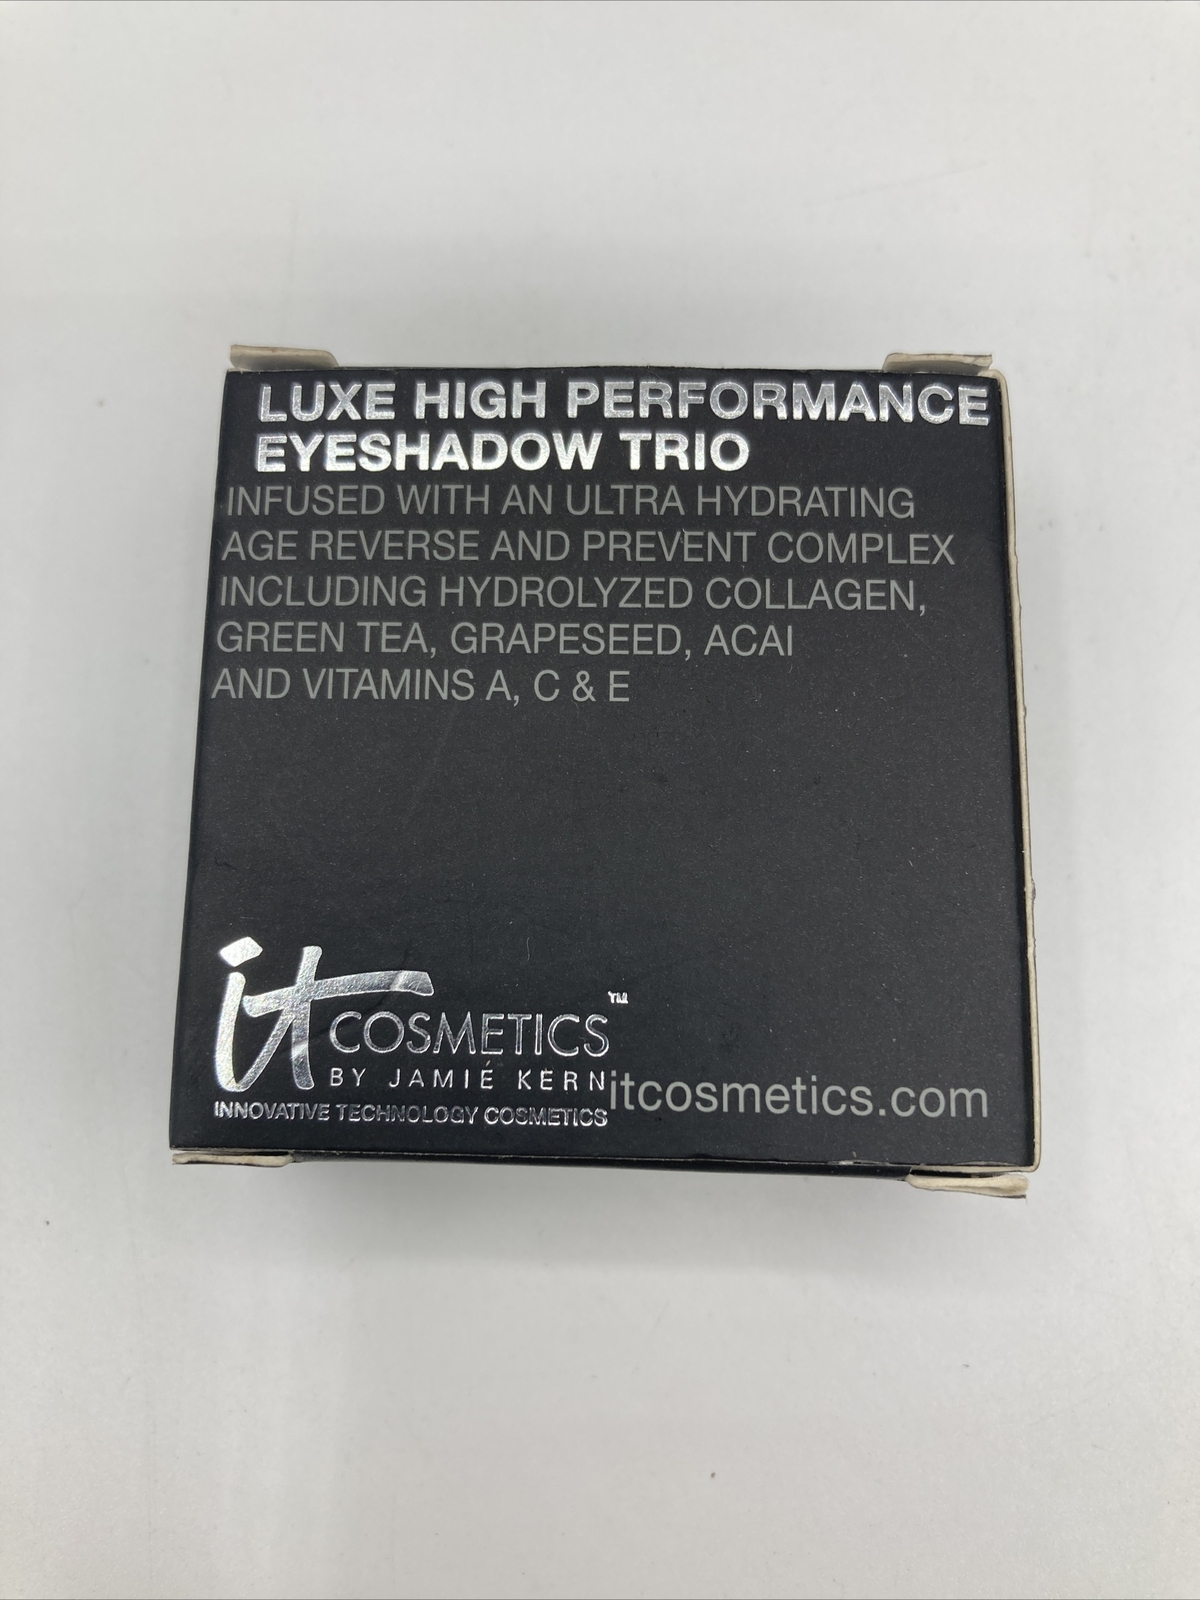 LUXE HIGH PERFORMANCE
EYESHADOW TRIO
INFUSED WITH AN ULTRA HYDRATING
AGE REVERSE AND PREVENT COMPLEX
INCLUDING HYDROLYZED COLLAGEN,
GREEN TEA, GRAPESEED, ACAI
AND VITAMINS A, C & E
it COSMETICS™
BY JAMIÉ KERN
INNOVATIVE TECHNOLOGY COSMETICS
itcosmetics.com